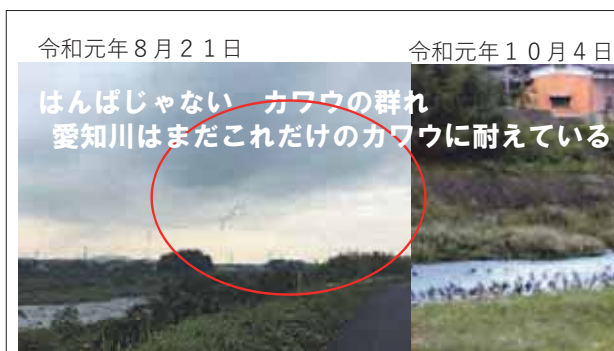 令和元年８月２１日
令和元年１０月４日
はんぱじゃない　カワウの群れ
愛知川はまだこれだけのカワウに耐えている